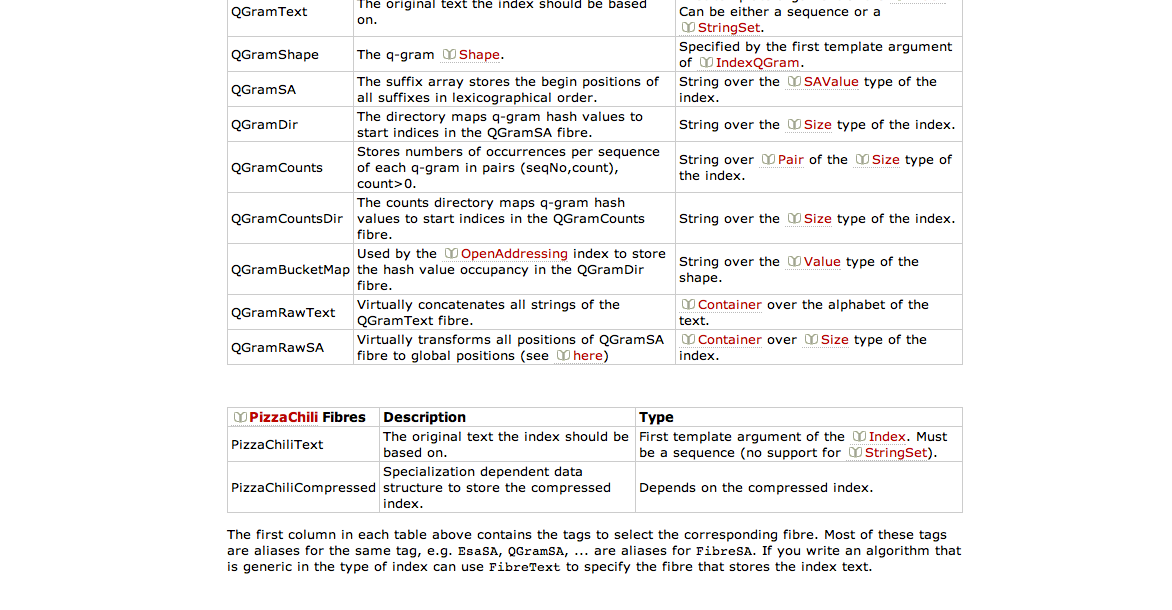 QGramText
The original text the index should be based
on.
Can be either a sequence or a
StringSet.
QGramShape
The q-gram Shape.
Specified by the first template argument
of IndexQGram.
QGramSA
The suffix array stores the begin positions of
all suffixes in lexicographical order.
String over the SAValue type of the
index.
QGramDir
The directory maps q-gram hash values to
start indices in the QGramSA fibre.
String over the Size type of the index.
QGramCounts
Stores numbers of occurrences per sequence
of each q-gram in pairs (seqNo,count),
count>0.
String over Pair of the Size type of
the index.
QGramCountsDir
The counts directory maps q-gram hash
values to start indices in the QGramCounts
fibre.
String over the Size type of the index.
QGramBucketMap
Used by the OpenAddressing index to store
the hash value occupancy in the QGramDir
fibre.
String over the Value type of the
shape.
QGramRawText
Virtually concatenates all strings of the
QGramText fibre.
Container over the alphabet of the
text.
QGramRawSA
Virtually transforms all positions of QGramSA
fibre to global positions (see here)
Container over Size type of the
index.
PizzaChili Fibres
Description
Type
PizzaChiliText
The original text the index should be
based on.
First template argument of the Index. Must
be a sequence (no support for StringSet).
PizzaChiliCompressed
Specialization dependent data
structure to store the compressed
index.
Depends on the compressed index.
The first column in each table above contains the tags to select the corresponding fibre. Most of these tags
are aliases for the same tag, e.g. EsaSA, QGramSA, ... are aliases for FibreSA. If you write an algorithm that
is generic in the type of index can use FibreText to specify the fibre that stores the index text.